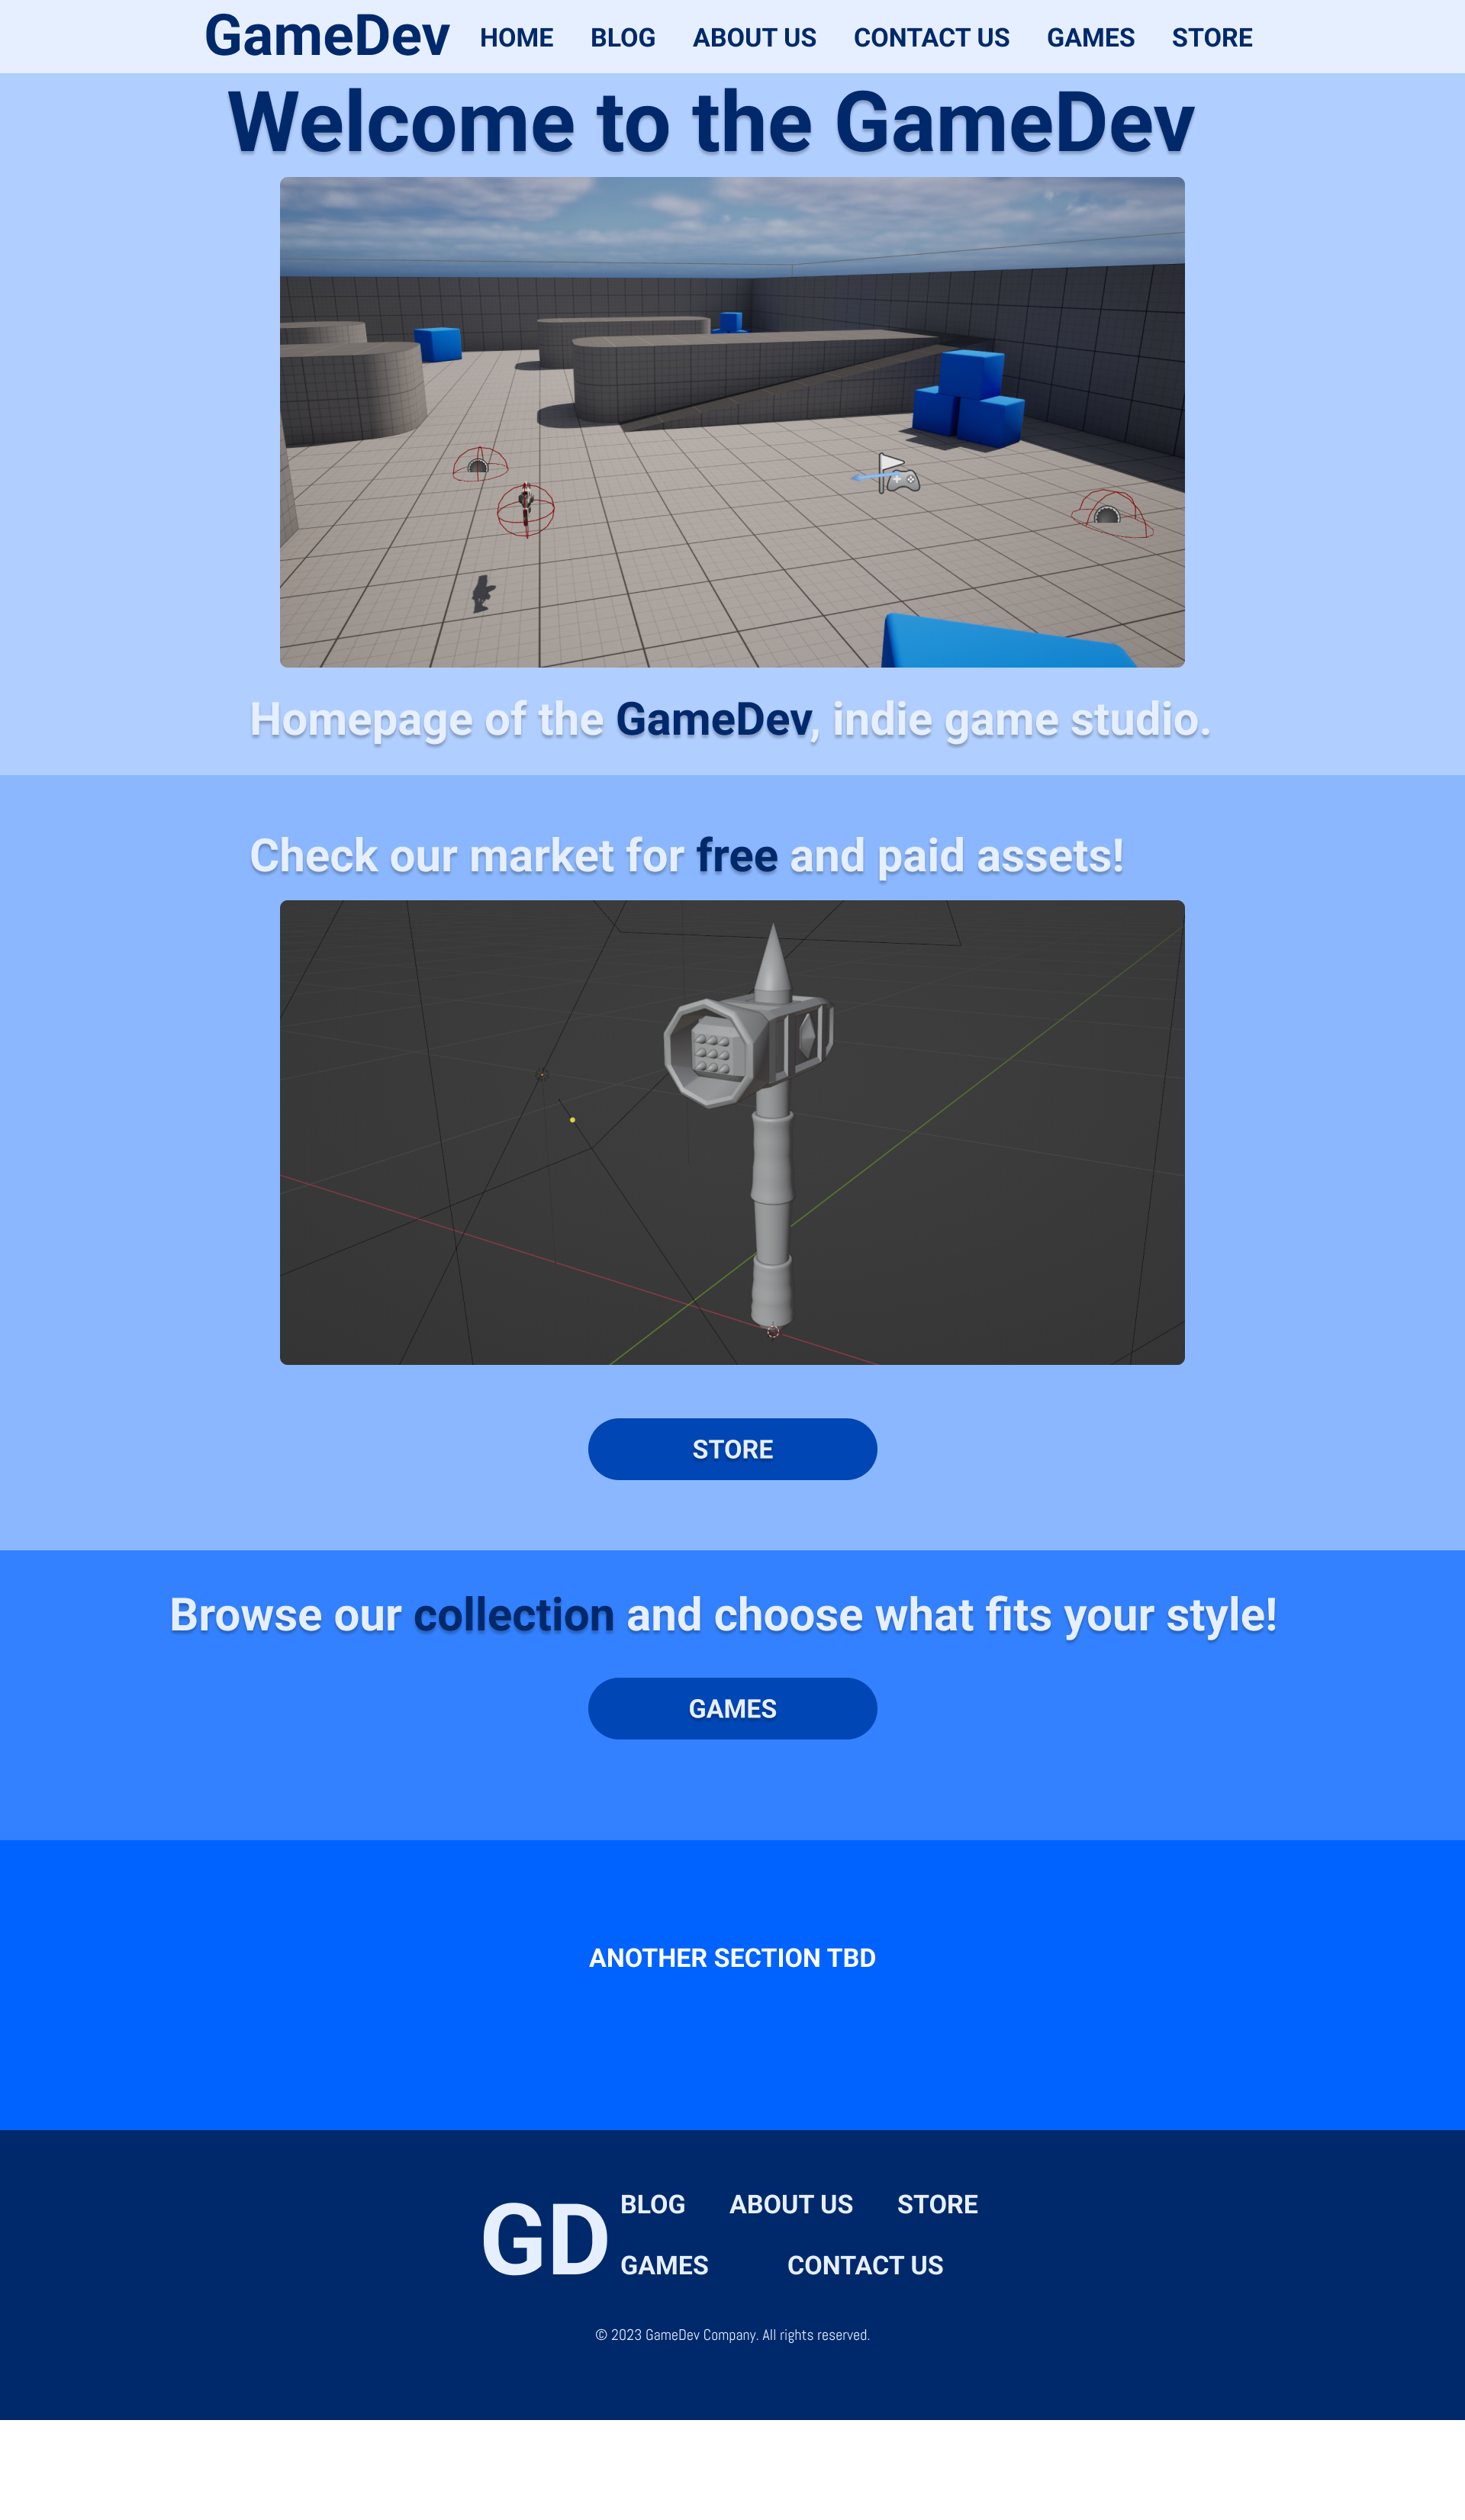 GameDev HOME BLOG ABOUT US CONTACT US GAMES STORE
Welcome to the GameDev
Homepage of the GameDev, indie game studio.
Check our market for free and paid assets!
STORE
Browse our collection and choose what fits your style!
GAMES
ANOTHER SECTION TBD
GD
BLOG ABOUT US STORE
GAMES CONTACT US
© 2023 GameDev Company. All rights reserved.